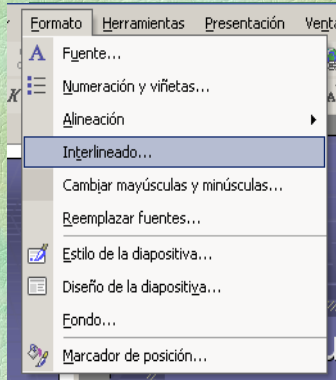 Formato Herramientas Presentación Vent
A Fuente...
Numeración y viñetas...
Alineación
Interlineado...
Cambiar mayúsculas y minúsculas...
Reemplazar fuentes...
Estilo de la diapositiva...
Diseño de la diapositiva...
Fondo...
Marcador de posición...
K